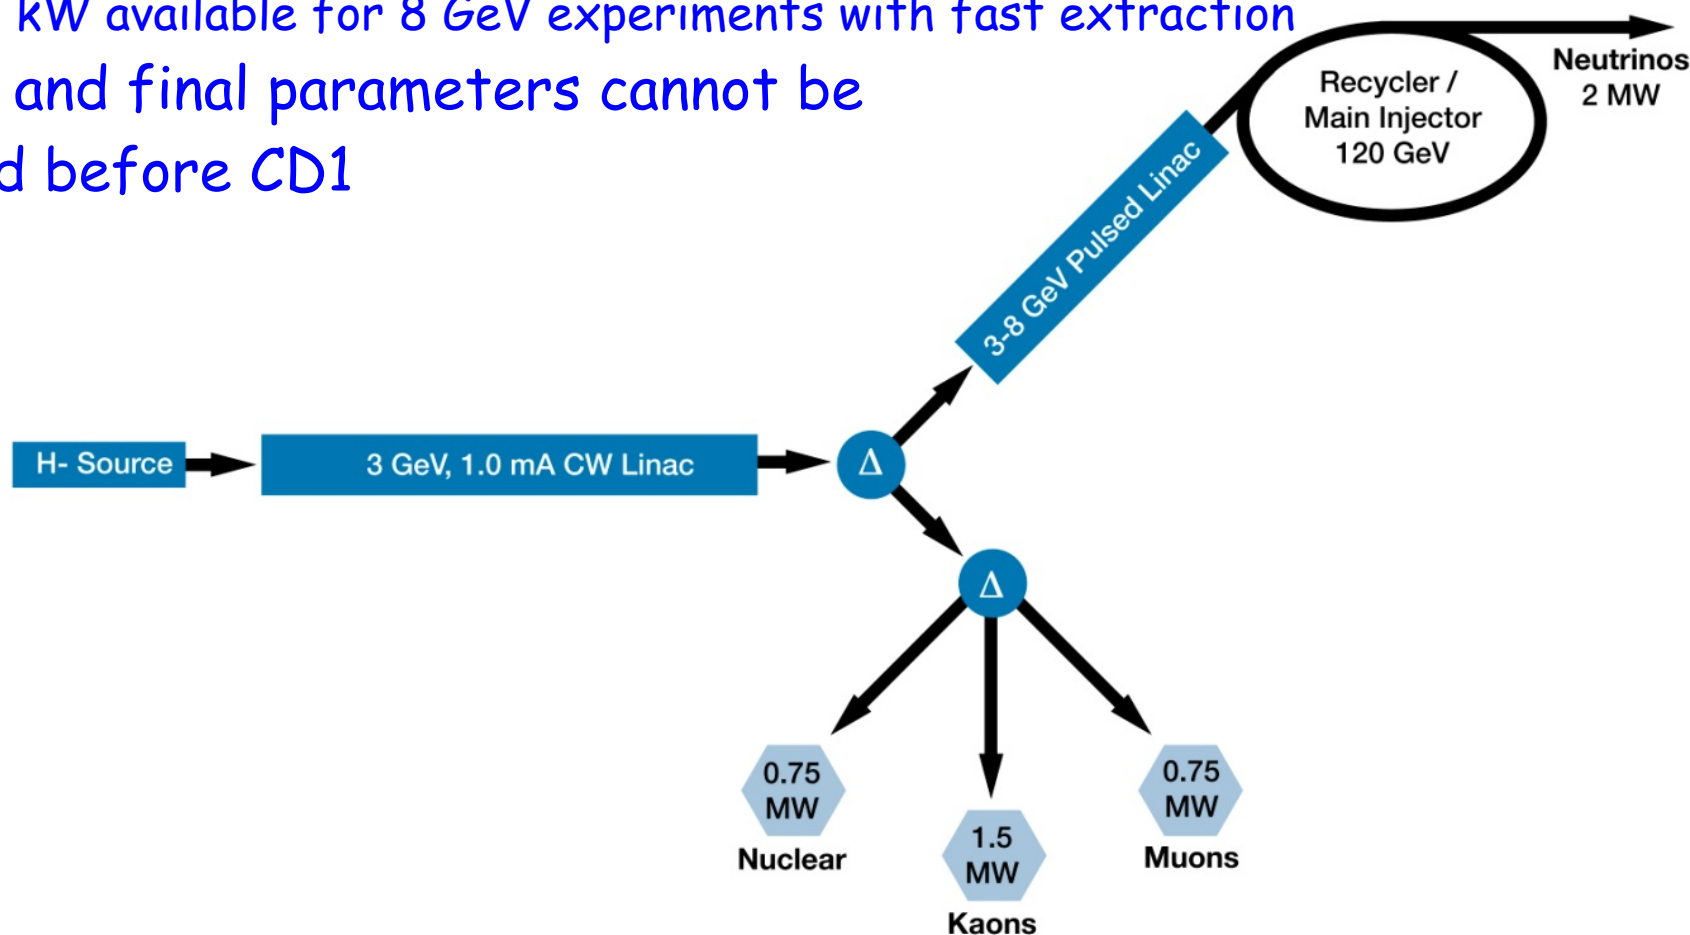 kW available for 8 GeV experiments with fast extraction
and final parameters cannot be
d before CD1
Recycler /
Main Injector
120 GeV
Neutrinos
2 MW
3-8 GeV Pulsed Linac
H- Source
3 GeV, 1.0 mA CW Linac
Δ
Δ
0.75
MW
Nuclear
1.5
MW
Kaons
0.75
MW
Muons